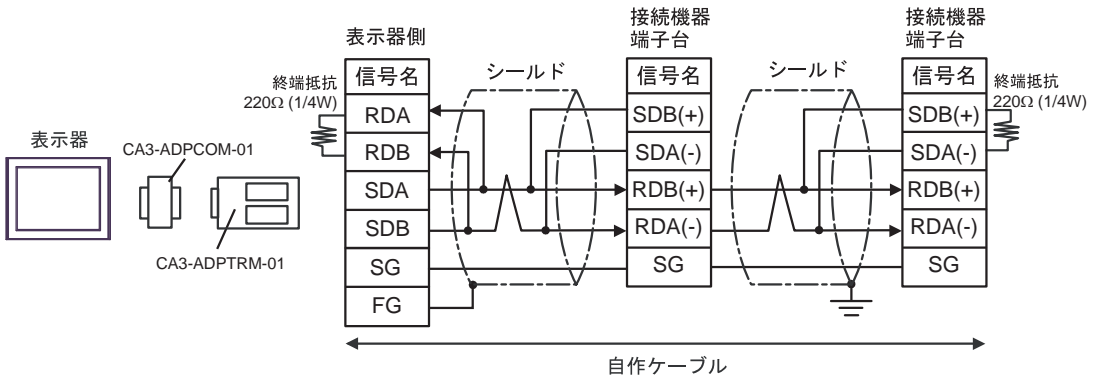 表示器
CA3-ADPCOM-01
CA3-ADPTRM-01
終端抵抗
220Ω (1/4W)
表示器側
信号名
RDA
RDB
SDA
SDB
SG
FG
シールド
接続機器
端子台
信号名
SDB(+)
SDA(-)
RDB(+)
RDA(-)
SG
シールド
接続機器
端子台
信号名
SDB(+)
SDA(-)
RDB(+)
RDA(-)
SG
終端抵抗
220Ω (1/4W)
自作ケーブル